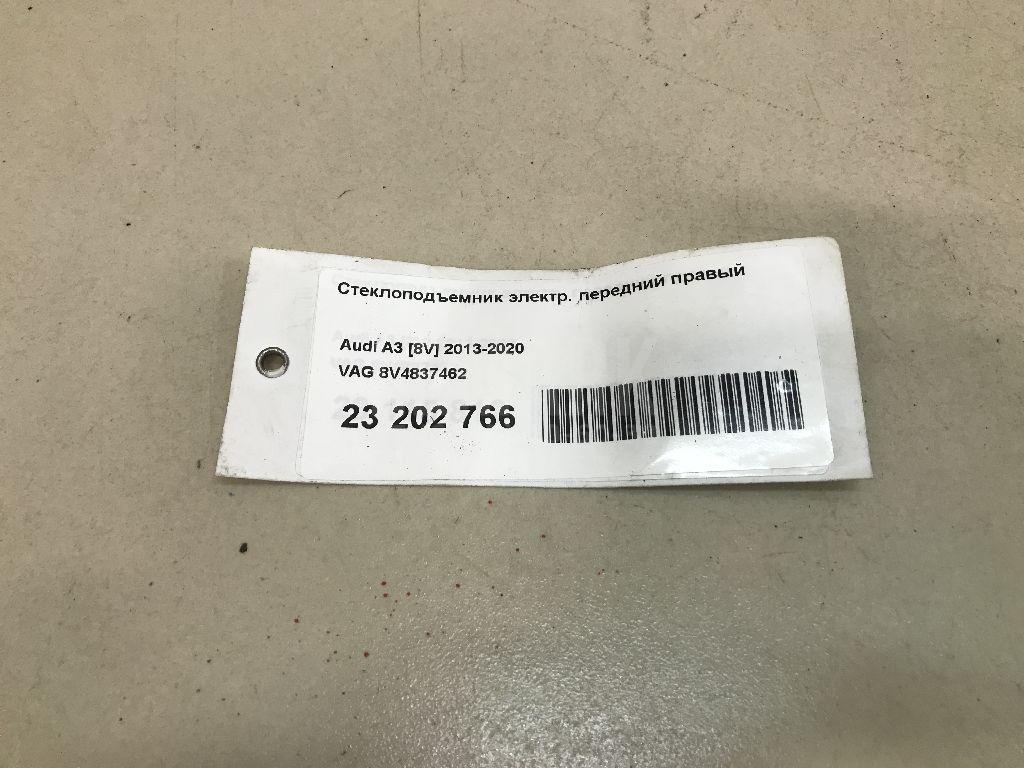 Стеклоподъемник электр. передний правый
Audi A3 [8V] 2013-2020
VAG 8V4837462
23 202 766